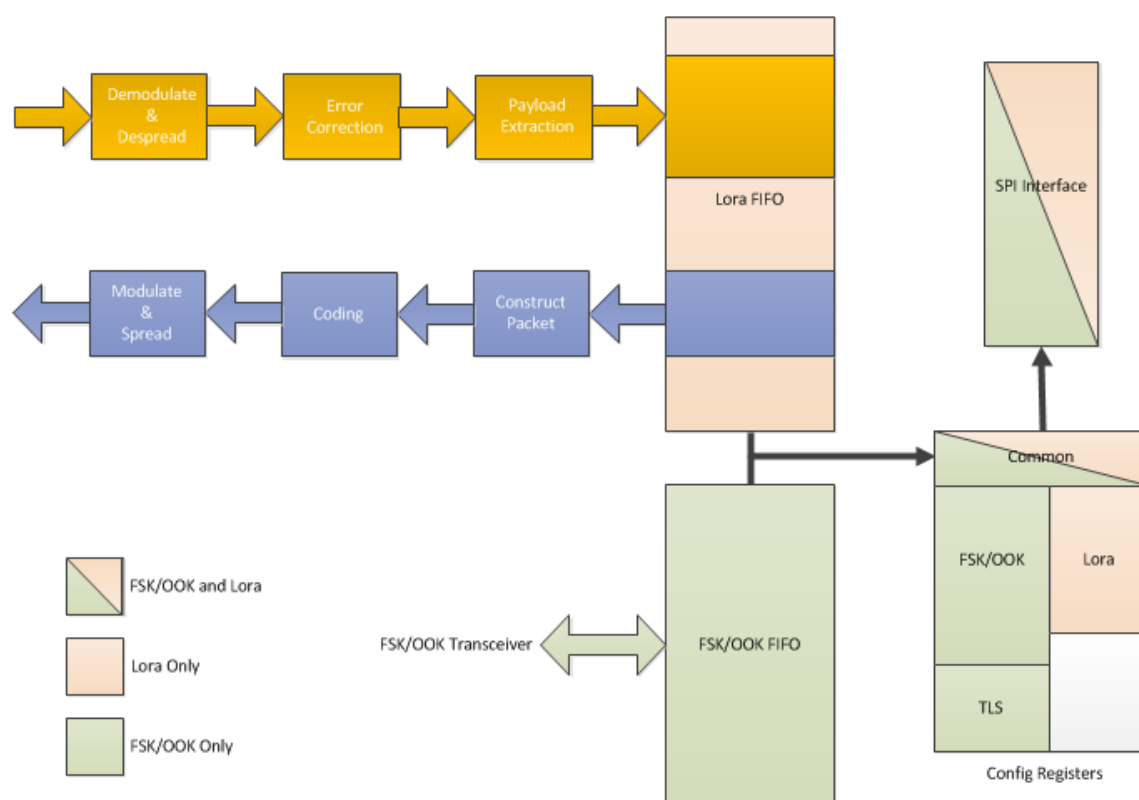 Demodulate
&
Despread
Error
Correction
Payload
Extraction
Lora FIFO
SPI Interface
Modulate
&
Spread
Coding
Construct
Packet
Common
FSK/OOK
Lora
TLS
Config Registers
FSK/OOK Transceiver
FSK/OOK FIFO
FSK/OOK and Lora
Lora Only
FSK/OOK Only